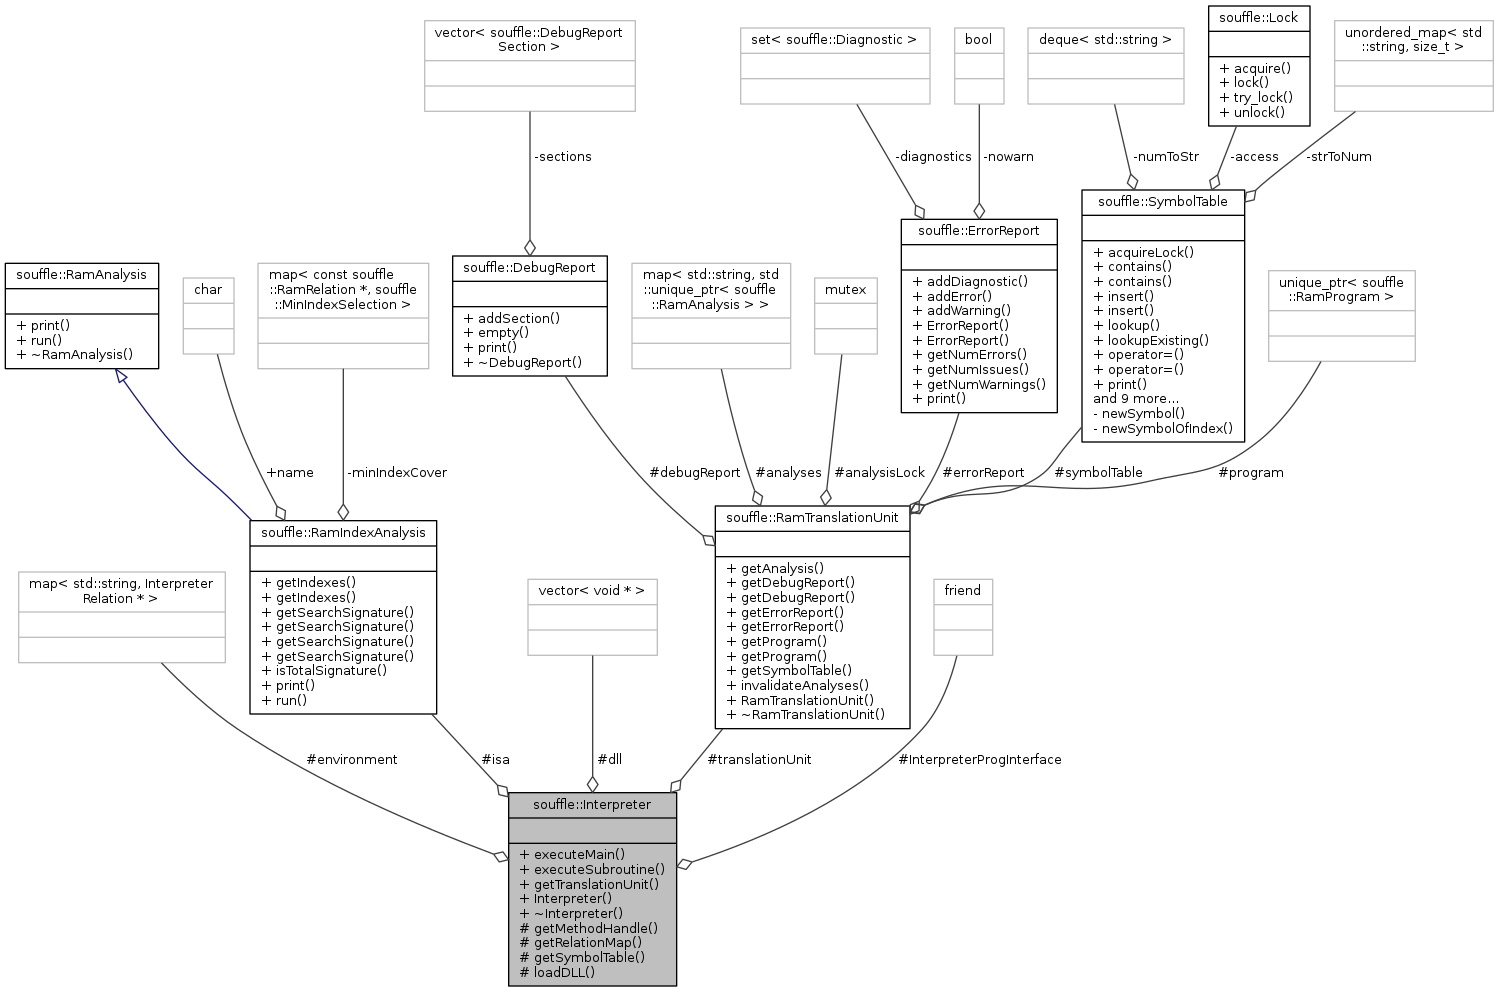 souffle::Lock
+ acquire()
+ lock()
+ try_lock()
+ unlock()
vector< souffle::DebugReport
Section >
set< souffle::Diagnostic >
bool
deque< std::string >
unordered_map< std
::string, size_t >
-sections
-diagnostics
-nowarn
-numToStr
-access
-strToNum
souffle::RamAnalysis
+ print()
+ run()
+ ~RamAnalysis()
char
map< const souffle
::RamRelation *, souffle
::MinIndexSelection >
souffle::DebugReport
+ addSection()
+ empty()
+ print()
+ ~DebugReport()
map< std::string, std
::unique_ptr< souffle
::RamAnalysis > >
mutex
souffle::ErrorReport
+ addDiagnostic()
+ addError()
+ addWarning()
+ ErrorReport()
+ ErrorReport()
+ getNumErrors()
+ getNumIssues()
+ getNumWarnings()
+ print()
souffle::SymbolTable
+ acquireLock()
+ contains()
+ contains()
+ insert()
+ insert()
+ lookup()
+ lookupExisting()
+ operator=()
+ operator=()
+ print()
and 9 more...
- newSymbol()
- newSymbolOfIndex()
unique_ptr< souffle
::RamProgram >
+name
-minIndexCover
#debugReport
#analyses
#analysisLock
#errorReport
#symbolTable
#program
map< std::string, Interpreter
Relation * >
souffle::RamIndexAnalysis
+ getIndexes()
+ getIndexes()
+ getSearchSignature()
+ getSearchSignature()
+ getSearchSignature()
+ getSearchSignature()
+ isTotalSignature()
+ print()
+ run()
vector< void * >
souffle::RamTranslationUnit
+ getAnalysis()
+ getDebugReport()
+ getDebugReport()
+ getErrorReport()
+ getErrorReport()
+ getProgram()
+ getProgram()
+ getSymbolTable()
+ invalidateAnalyses()
+ RamTranslationUnit()
+ ~RamTranslationUnit()
friend
#environment
#isa
#dll
#translationUnit
#InterpreterProgInterface
souffle::Interpreter
+ executeMain()
+ executeSubroutine()
+ getTranslationUnit()
+ Interpreter()
+ ~Interpreter()
# getMethodHandle()
# getRelationMap()
# getSymbolTable()
# loadDLL()